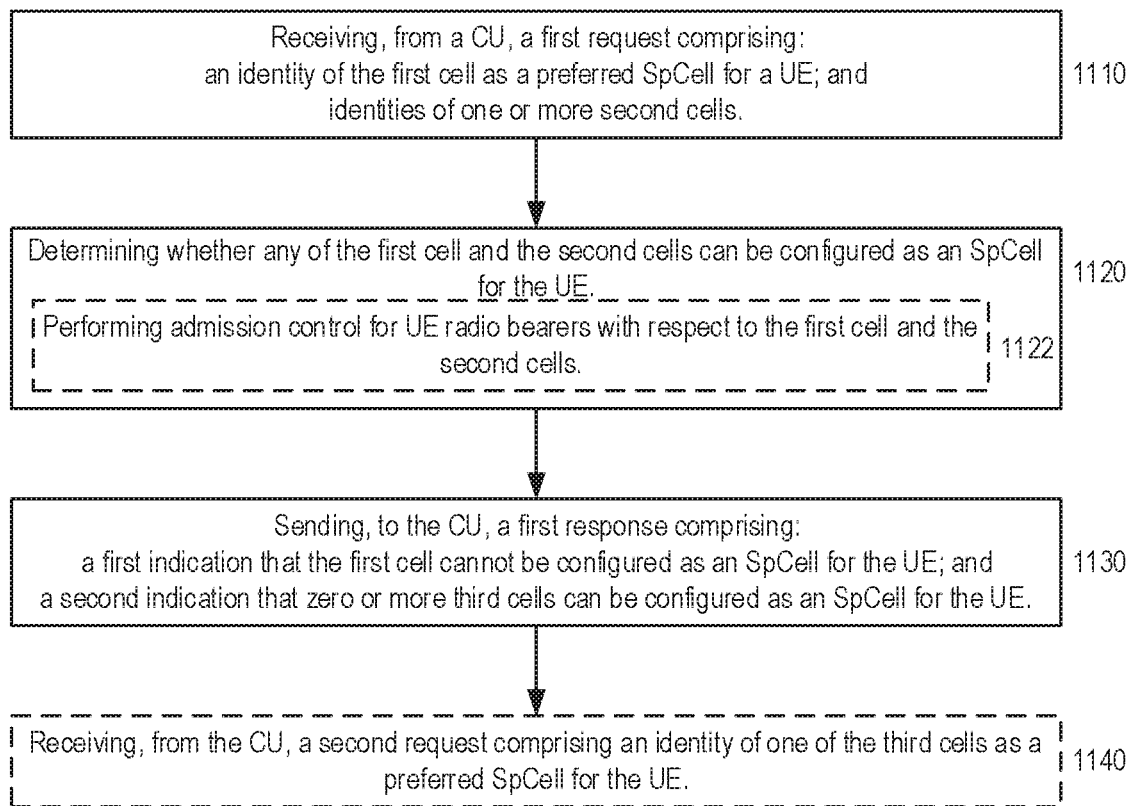 Receiving, from a CU, a first request comprising:
an identity of the first cell as a preferred SpCell for a UE; and
identities of one or more second cells.
1110
Determining whether any of the first cell and the second cells can be configured as an SpCell
for the UE.
1120
Performing admission control for UE radio bearers with respect to the first cell and the
second cells.
1122
Sending, to the CU, a first response comprising:
a first indication that the first cell cannot be configured as an SpCell for the UE; and
a second indication that zero or more third cells can be configured as an SpCell for the UE.
1130
Receiving, from the CU, a second request comprising an identity of one of the third cells as a
preferred SpCell for the UE.
1140